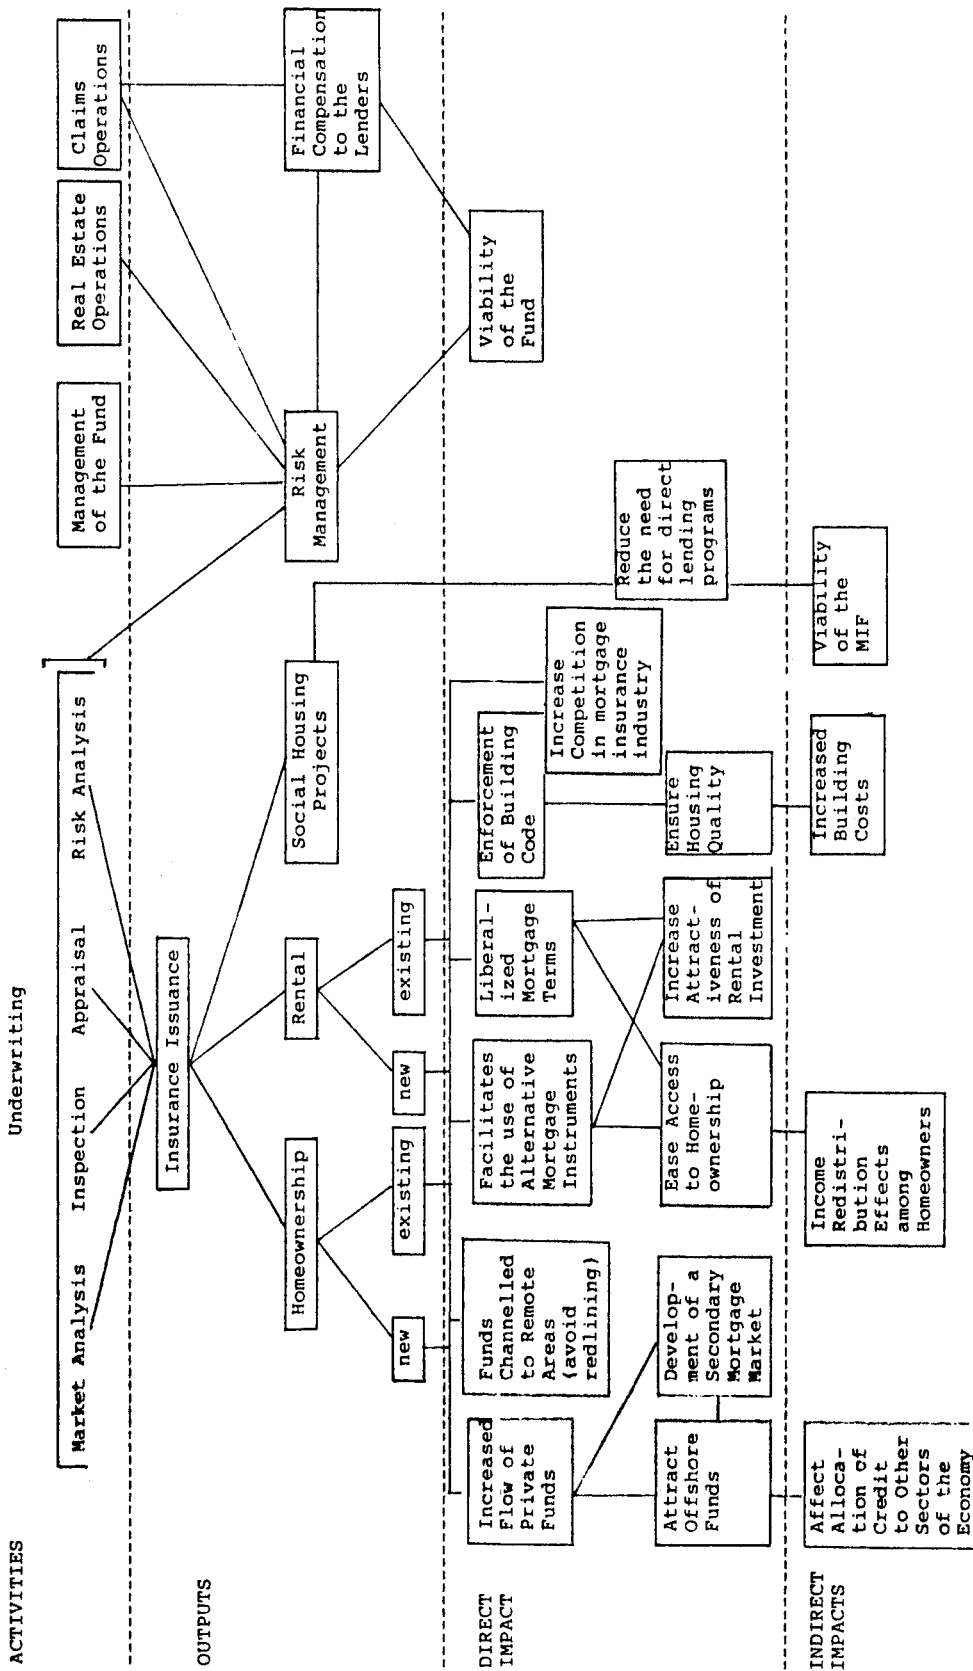 ACTIVITIES
Underwriting
Market Analysis
Inspection
Appraisal
Risk Analysis
Management
of the Fund
Real Estate
Operations
Claims
Operations
OUTPUTS
Insurance Issuance
Homeownership
Rental
Social Housing
Projects
Risk
Management
Financial
Compensation
to the
Lenders
new
existing
new
existing
DIRECT
IMPACT
Increased
Flow of
Private
Funds
Funds
Channelled
to Remote
Areas
(avoid
redlining)
Facilitates
the use of
Alternative
Mortgage
Instruments
Liberal-
ized
Mortgage
Terms
Enforcement
of Building
Code
Increase
Competition
in mortgage
insurance
industry
Reduce
the need
for direct
lending
programs
Viability
of the
Fund
Attract
Offshore
Funds
Develop-
ment of a
Secondary
Mortgage
Market
Ease Access
to Home-
ownership
Increase
Attract-
iveness of
Rental
Investment
Ensure
Housing
Quality
INDIRECT
IMPACTS
Affect
Alloca-
tion of
Credit
to Other
Sectors
of the
Economy
Income
Redistri-
bution
Effects
among
Homeowners
Increased
Building
Costs
Viability
of the
MIF